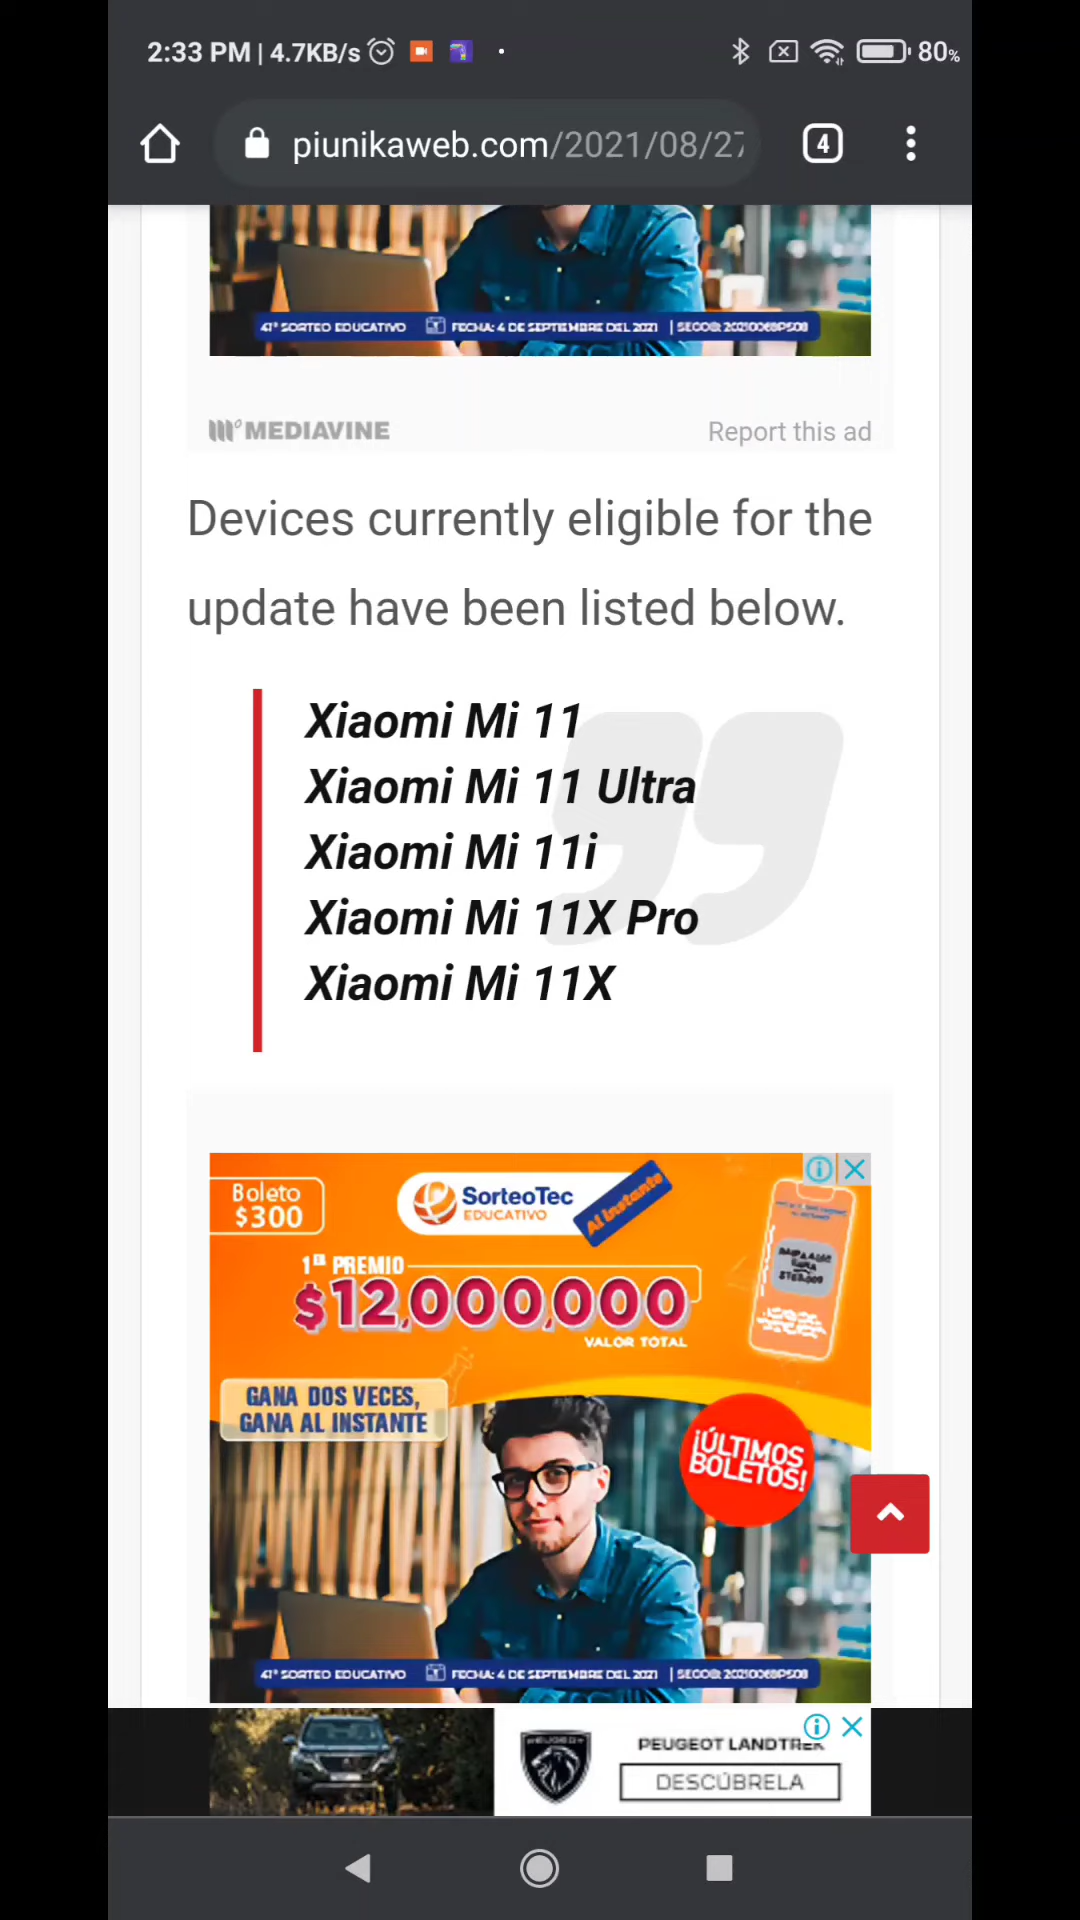 2:33 PM | 4.7KB/s
80%
piunikaweb.com/2021/08/27
4
41° SORTEO EDUCATIVO
FECHA: 4 DE SEPTIEMBRE DEL 2021
MEDIAVINE
Report this ad
Devices currently eligible for the
update have been listed below.
Xiaomi Mi 11
Xiaomi Mi 11 Ultra
Xiaomi Mi 11i
Xiaomi Mi 11X Pro
Xiaomi Mi 11X
Boleto
$300
SorteoTec
EDUCATIVO
Al instante
1ER PREMIO
$12,000,000
VALOR TOTAL
GANA DOS VECES,
GANA AL INSTANTE
¡ÚLTIMOS
BOLETOS!
41° SORTEO EDUCATIVO
FECHA: 4 DE SEPTIEMBRE DEL 2021
PEUGEOT
PEUGEOT LANDTREK
DESCÚBRELA